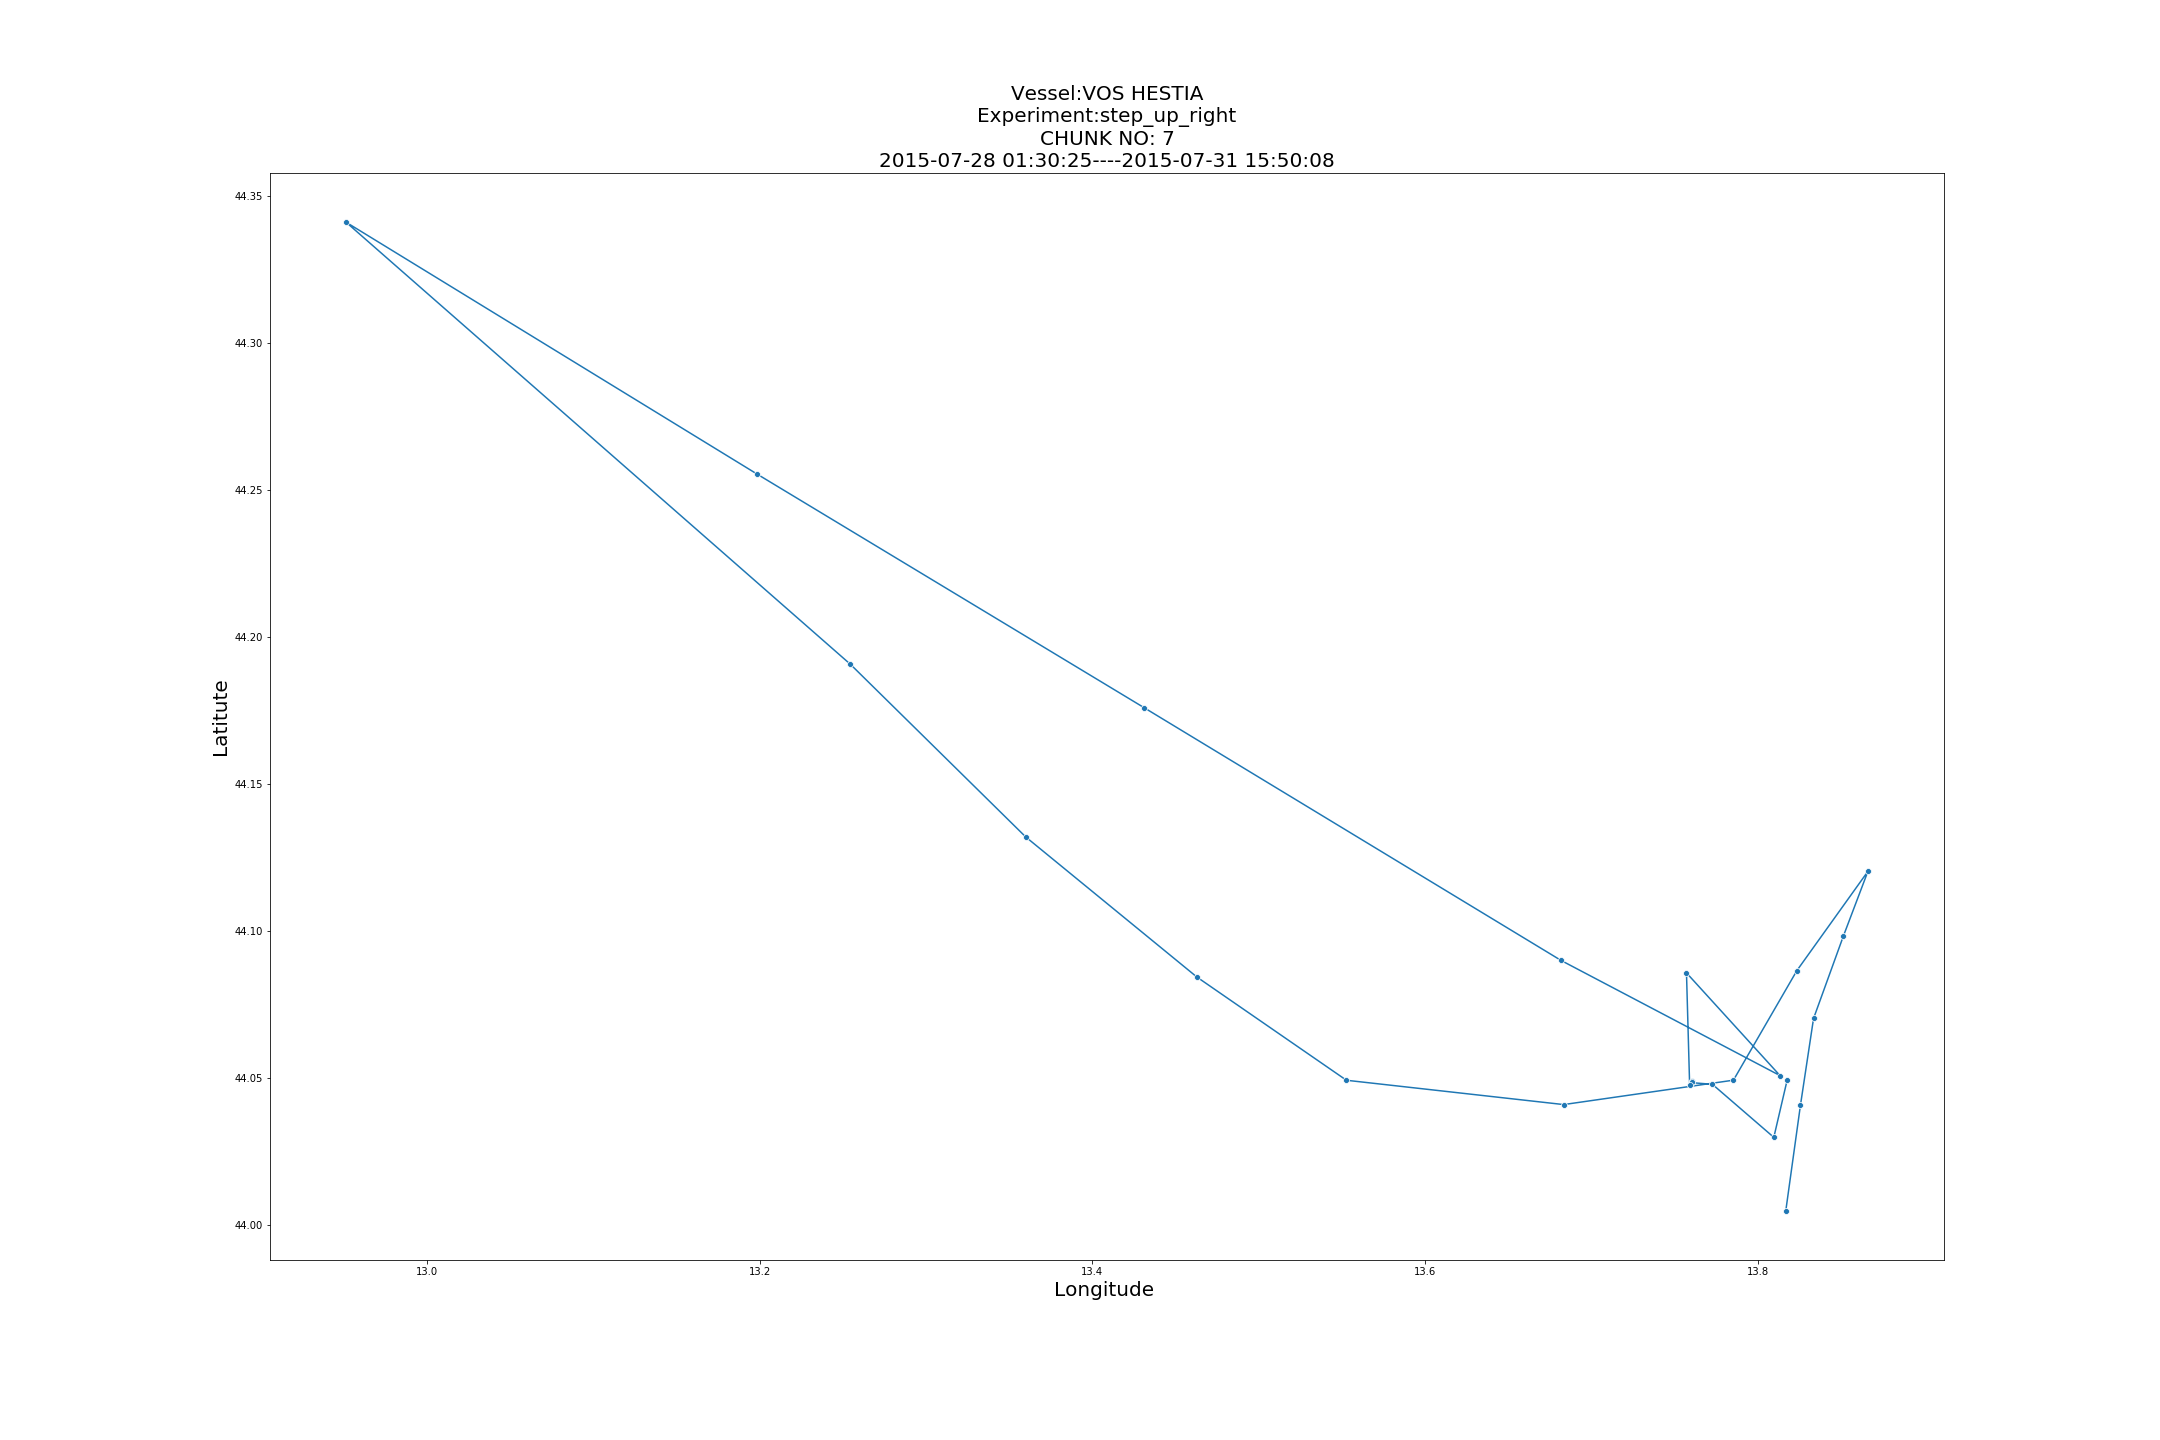 Vessel:VOS HESTIA
Experiment:step_up_right
CHUNK NO: 7
2015-07-28 01:30:25----2015-07-31 15:50:08
44.35
44.30
44.25
44.20
44.15
44.10
44.05
44.00
Latitute
13.0 13.2 13.4 13.6 13.8
Longitude